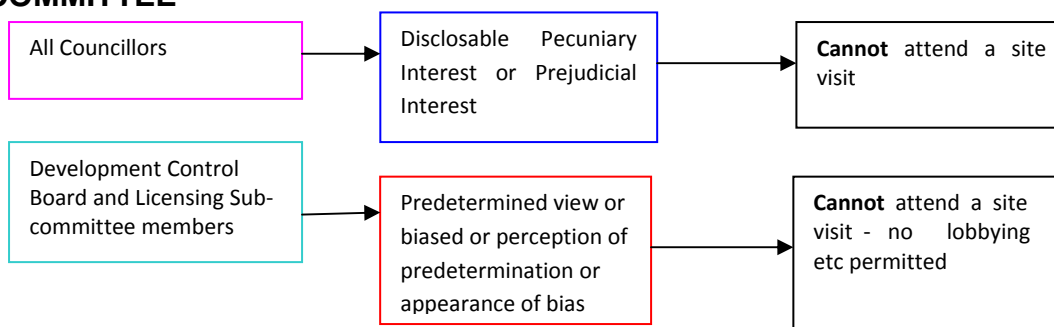 All Councillors
Disclosable Pecuniary
Interest or Prejudicial
Interest
Cannot attend a site
visit
Development Control
Board and Licensing Sub-
committee members
Predetermined view or
biased or perception of
predetermination or
appearance of bias
Cannot attend a site
visit - no lobbying
etc permitted